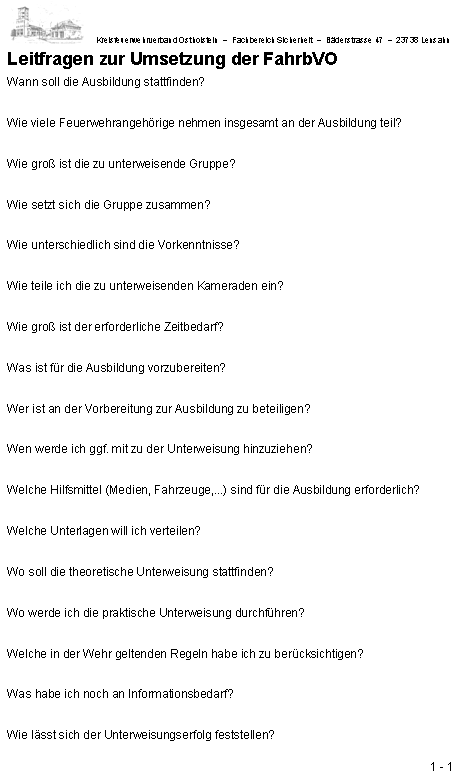 Kreisfeuerwehrverband Ostholstein – Fachbereich Sicherheit – Bäderstrasse 47 – 23738 Lensahn
Leitfragen zur Umsetzung der FahrbVO
Wann soll die Ausbildung stattfinden?
Wie viele Feuerwehrangehörige nehmen insgesamt an der Ausbildung teil?
Wie groß ist die zu unterweisende Gruppe?
Wie setzt sich die Gruppe zusammen?
Wie unterschiedlich sind die Vorkenntnisse?
Wie teile ich die zu unterweisenden Kameraden ein?
Wie groß ist der erforderliche Zeitbedarf?
Was ist für die Ausbildung vorzubereiten?
Wer ist an der Vorbereitung zur Ausbildung zu beteiligen?
Wen werde ich ggf. mit zu der Unterweisung hinzuziehen?
Welche Hilfsmittel (Medien, Fahrzeuge,...) sind für die Ausbildung erforderlich?
Welche Unterlagen will ich verteilen?
Wo soll die theoretische Unterweisung stattfinden?
Wo werde ich die praktische Unterweisung durchführen?
Welche in der Wehr geltenden Regeln habe ich zu berücksichtigen?
Was habe ich noch an Informationsbedarf?
Wie lässt sich der Unterweisungserfolg feststellen?
1 - 1